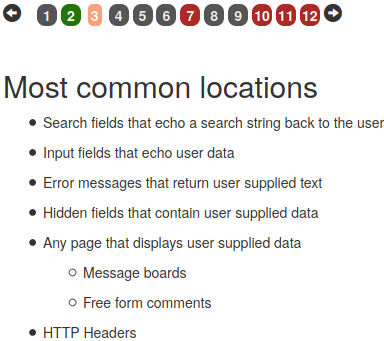 1 2 3 4 5 6 7 8 9 10 11 12
Most common locations
Search fields that echo a search string back to the user
Input fields that echo user data
Error messages that return user supplied text
Hidden fields that contain user supplied data
Any page that displays user supplied data
Message boards
Free form comments
HTTP Headers